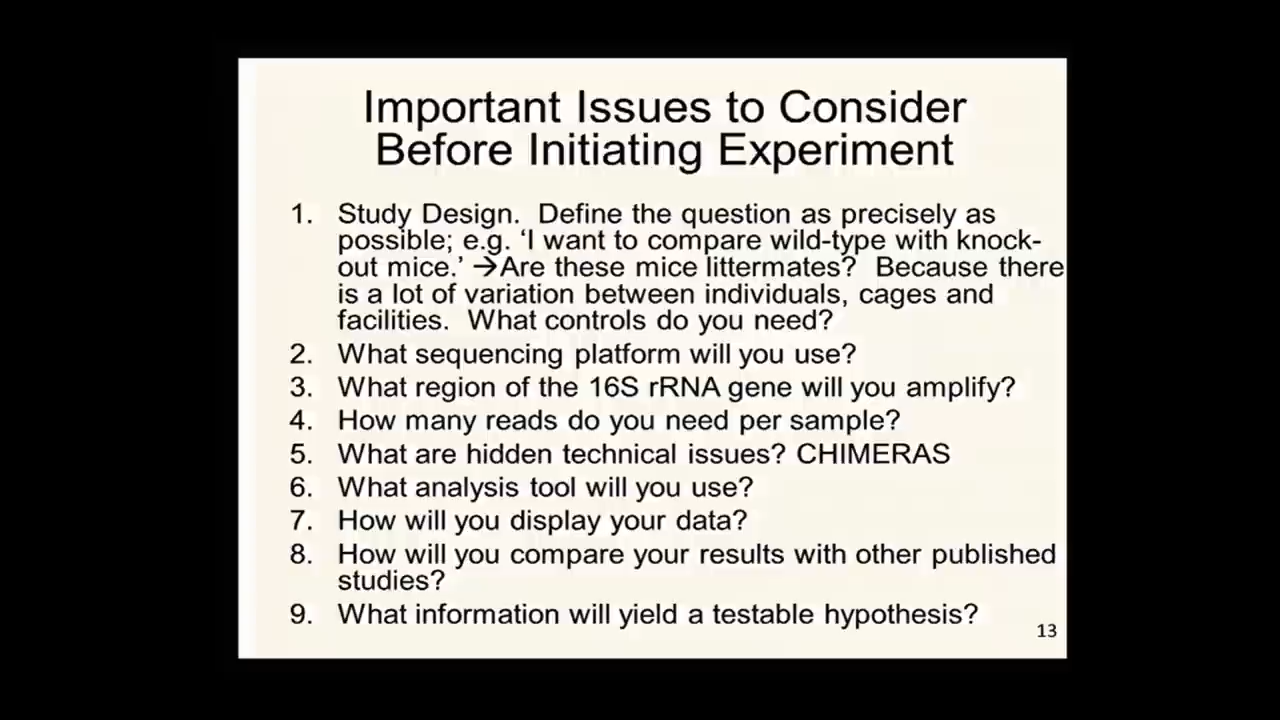 Important Issues to Consider
Before Initiating Experiment
1. Study Design. Define the question as precisely as
possible; e.g. ‘I want to compare wild-type with knock-
out mice.’ →Are these mice littermates? Because there
is a lot of variation between individuals, cages and
facilities. What controls do you need?
2. What sequencing platform will you use?
3. What region of the 16S rRNA gene will you amplify?
4. How many reads do you need per sample?
5. What are hidden technical issues? CHIMERAS
6. What analysis tool will you use?
7. How will you display your data?
8. How will you compare your results with other published
studies?
9. What information will yield a testable hypothesis?
13